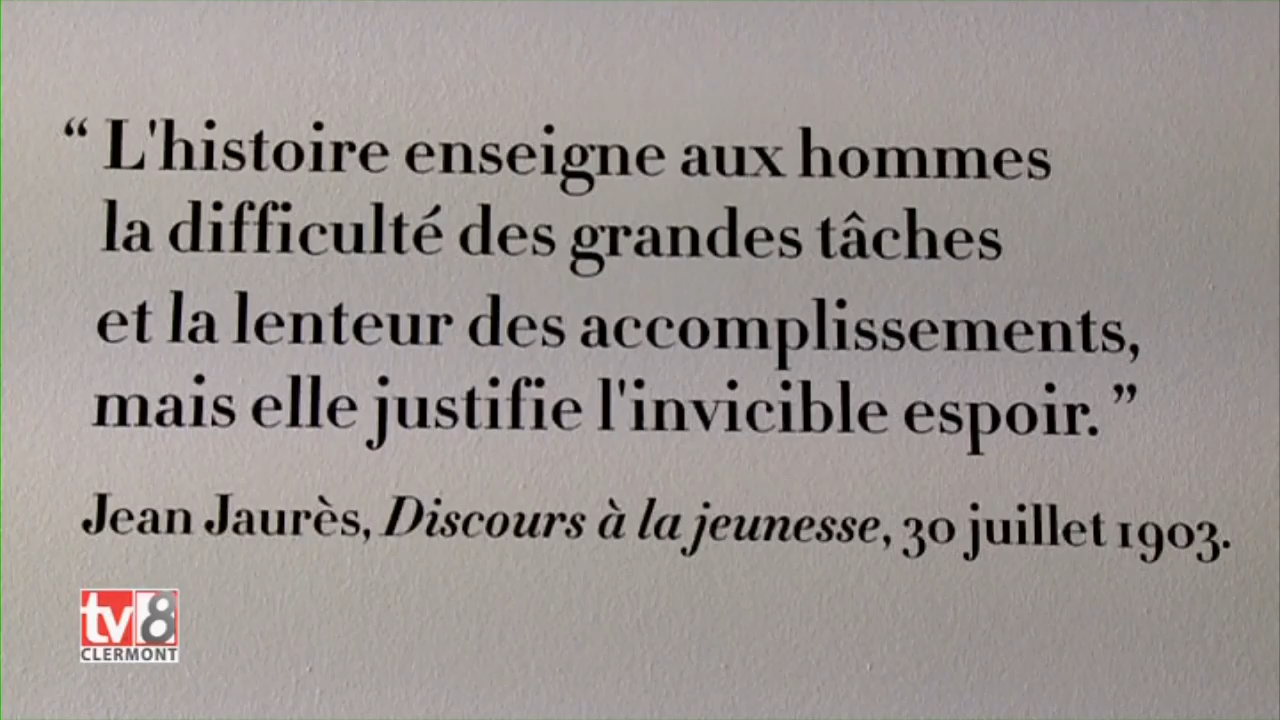 “ L'histoire enseigne aux hommes
la difficulté des grandes tâches
et la lenteur des accomplissements,
mais elle justifie l'invicible espoir. ”
Jean Jaurès, Discours à la jeunesse, 30 juillet 1903.
tv8
CLERMONT